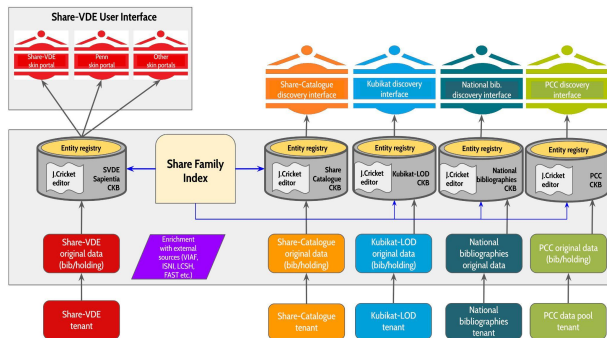 Share-VDE User Interface
Share-VDE
skin portal
Penn
skin portal
Other
skin portals
Share-Catalogue
discovery interface
Kubikat discovery
interface
National bib.
discovery interface
PCC discovery
interface
Entity registry
J.Cricket
editor
SVDE
Sapientia
CKB
Share Family
Index
Entity registry
J.Cricket
editor
Share
Catalogue
CKB
Entity registry
J.Cricket
editor
Kubikat-LOD
CKB
Entity registry
J.Cricket
editor
National
bibliographies
CKB
Entity registry
J.Cricket
editor
PCC
CKB
Share-VDE
original data
(bib/holding)
Enrichment
with external
sources (VIAF,
ISNI, LCSH,
FAST etc.)
Share-Catalogue
original data
(bib/holding)
Kubikat-LOD
original data
(bib/holding)
National
bibliographies
original data
PCC original data
(bib/holding)
Share-VDE
tenant
Share-Catalogue
tenant
Kubikat-LOD
tenant
National
bibliographies
tenant
PCC data pool
tenant